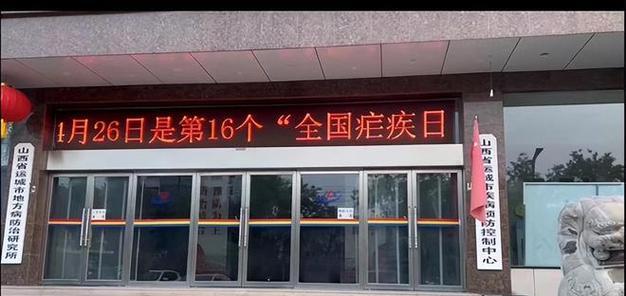 4月26日是第16个“全国疟疾日
山西省运城市地方病防治研究所
山西省运城市疾病预防控制中心